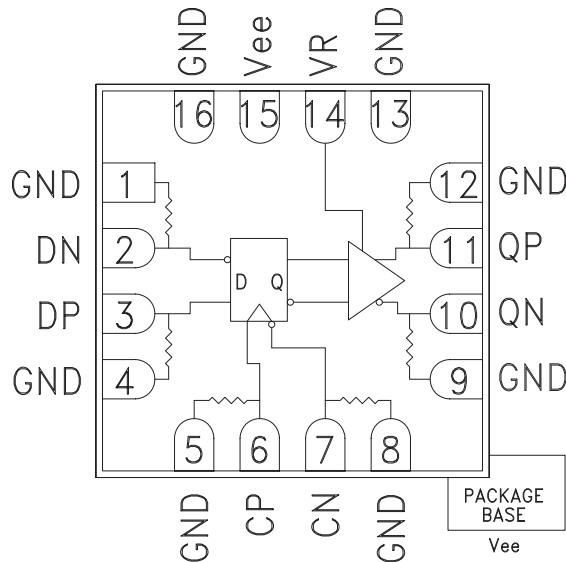 GND
Vee
VR
GND
16
15
14
13
GND
1
12
GND
DN
2
11
QP
D
Q
DP
3
10
QN
GND
4
9
GND
5
6
7
8
GND
CP
CN
GND
PACKAGE
BASE
Vee